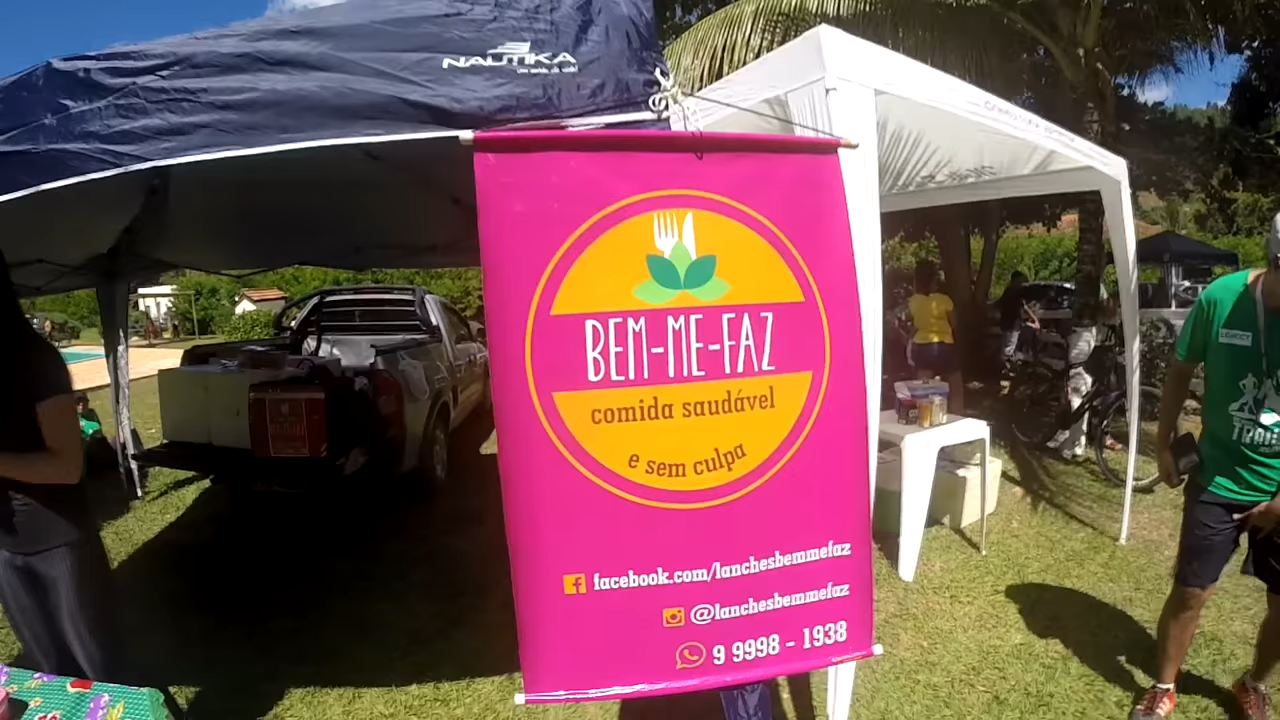 NAUTIKA
BEM-ME-FAZ
comida saudável
e sem culpa
facebook.com/lanchesbemmefaz
@lanchesbemmefaz
9 9998 - 1938